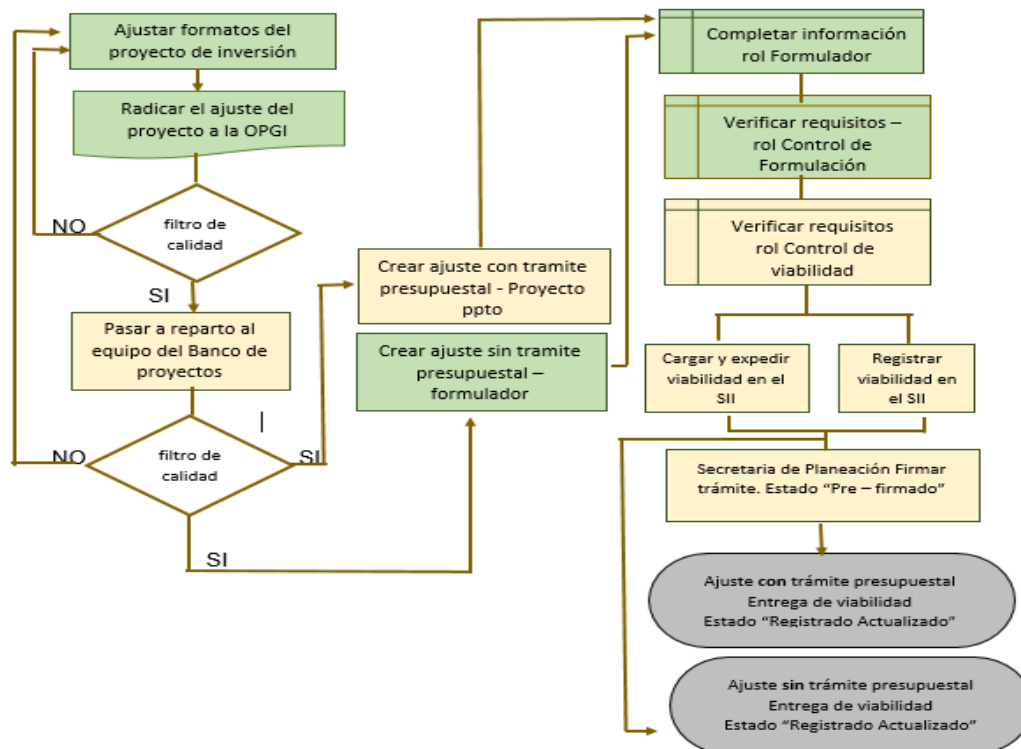 Ajustar formatos del
proyecto de inversión
Radicar el ajuste del
proyecto a la OPGI
NO
filtro de
calidad
SI
Pasar a reparto al
equipo del Banco de
proyectos
NO
filtro de
calidad
SI
SI
Crear ajuste con tramite
presupuestal - Proyecto
ppto
Crear ajuste sin tramite
presupuestal –
formulador
Completar información
rol Formulador
Verificar requisitos –
rol Control de
Formulación
Verificar requisitos
rol Control de
viabilidad
Cargar y expedir
viabilidad en el
SII
Registrar
viabilidad en
el SII
Secretaria de Planeación Firmar
trámite. Estado “Pre – firmado”
Ajuste con trámite presupuestal
Entrega de viabilidad
Estado “Registrado Actualizado”
Ajuste sin trámite presupuestal
Entrega de viabilidad
Estado “Registrado Actualizado”